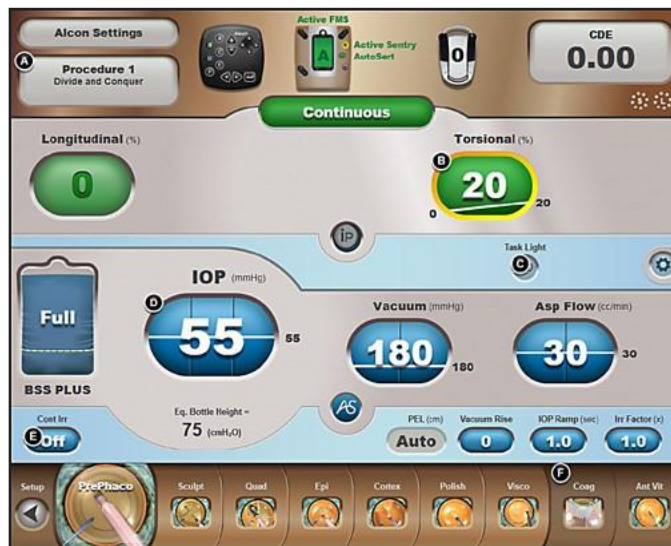 Alcon Settings
A
Procedure 1
Divide and Conquer
Active FMS
A
Active Sentry
AutoSert
0
CDE
0.00
Continuous
Longitudinal (%)
0
Torsional (%)
B
20
0
20
iP
Task Light
C
Full
BSS PLUS
IOP (mmHg)
D
55
55
Eq. Bottle Height =
75 (cmH₂O)
Vacuum (mmHg)
180
180
Asp Flow (cc/min)
30
30
AS
Cont Irr
E
Off
PEL (cm)
Auto
Vacuum Rise
0
IOP Ramp (sec)
1.0
Irr Factor (x)
1.0
Setup
PrePhaco
Sculpt
Quad
Epi
Cortex
Polish
Visco
F
Coag
Ant Vit